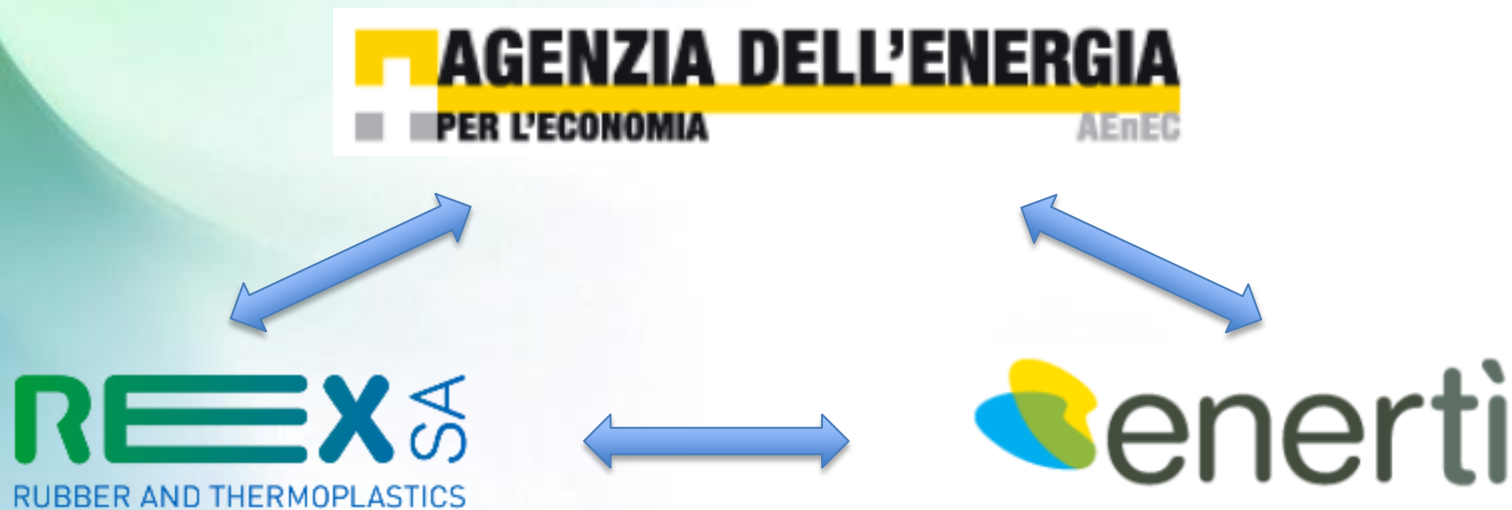 AGENZIA DELL'ENERGIA
PER L'ECONOMIA AEnEC
REX SA
RUBBER AND THERMOPLASTICS
enertì